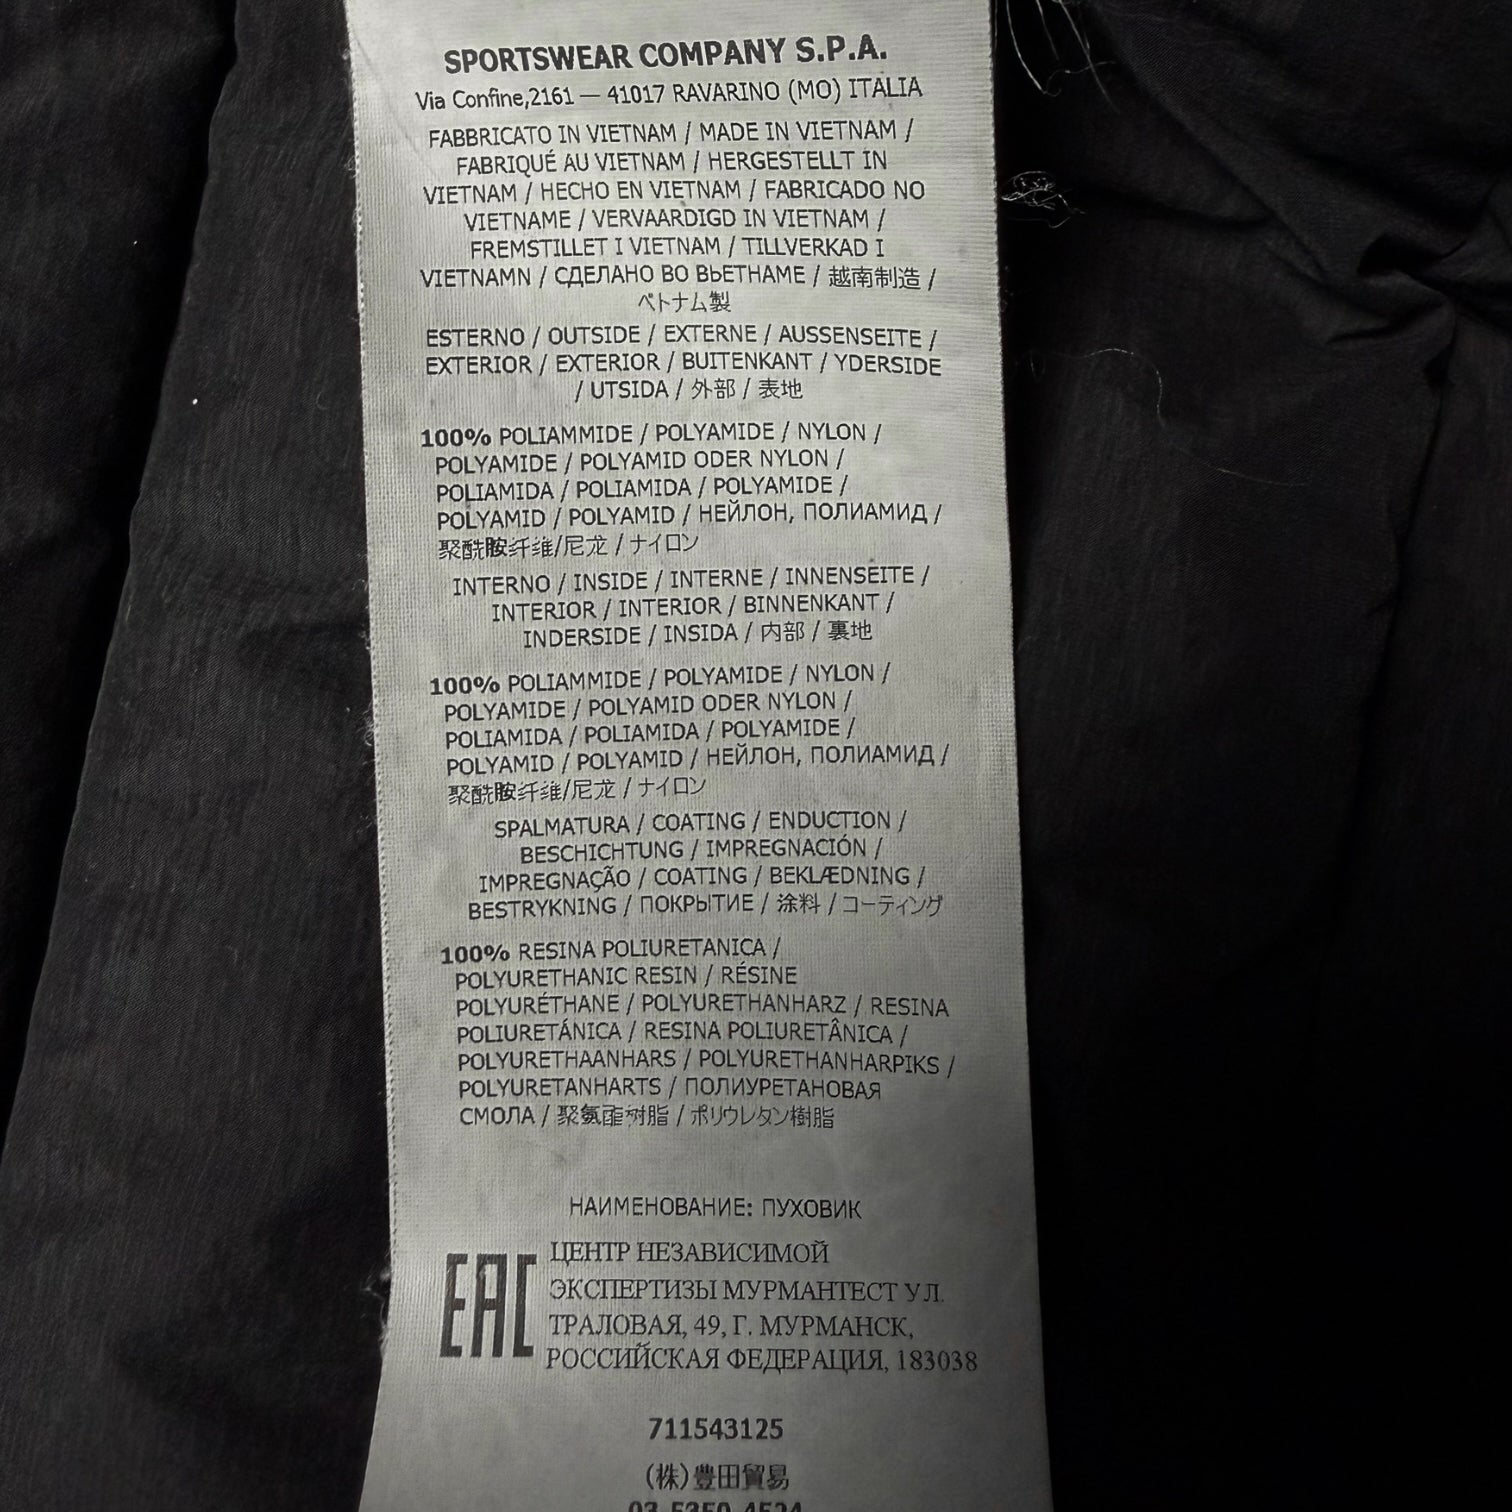 SPORTSWEAR COMPANY S.P.A.
Via Confine,2161 — 41017 RAVARINO (MO) ITALIA
FABBRICATO IN VIETNAM / MADE IN VIETNAM /
FABRIQUÉ AU VIETNAM / HERGESTELLT IN
VIETNAM / HECHO EN VIETNAM / FABRICADO NO
VIETNAME / VERVAARDIGD IN VIETNAM /
FREMSTILLET I VIETNAM / TILLVERKAD I
VIETNAMN / СДЕЛАНО ВО ВЬЕТНАМЕ / 越南制造 /
ベトナム製
ESTERNO / OUTSIDE / EXTERNE / AUSSENSEITE /
EXTERIOR / EXTERIOR / BUITENKANT / YDERSIDE
/ UTSIDA / 外部 / 表地
100% POLIAMMIDE / POLYAMIDE / NYLON /
POLYAMIDE / POLYAMID ODER NYLON /
POLIAMIDA / POLIAMIDA / POLYAMIDE /
POLYAMID / POLYAMID / НЕЙЛОН, ПОЛИАМИД /
聚酰胺纤维/尼龙 / ナイロン
INTERNO / INSIDE / INTERNE / INNENSEITE /
INTERIOR / INTERIOR / BINNENKANT /
INDERSIDE / INSIDA / 内部 / 裏地
100% POLIAMMIDE / POLYAMIDE / NYLON /
POLYAMIDE / POLYAMID ODER NYLON /
POLIAMIDA / POLIAMIDA / POLYAMIDE /
POLYAMID / POLYAMID / НЕЙЛОН, ПОЛИАМИД /
聚酰胺纤维/尼龙 / ナイロン
SPALMATURA / COATING / ENDUCTION /
BESCHICHTUNG / IMPREGNACIÓN /
IMPREGNAÇÃO / COATING / BEKLÆDNING /
BESTRYKNING / ПОКРЫТИЕ / 涂料 / コーティング
100% RESINA POLIURETANICA /
POLYURETHANIC RESIN / RÉSINE
POLYURÉTHANE / POLYURETHANHARZ / RESINA
POLIURETÁNICA / RESINA POLIURETÂNICA /
POLYURETHAANHARS / POLYURETHANHARPIKS /
POLYURETANHARTS / ПОЛИУРЕТАНОВАЯ
СМОЛА / 聚氨酯树脂 / ポリウレタン樹脂
НАИМЕНОВАНИЕ: ПУХОВИК
EAC
ЦЕНТР НЕЗАВИСИМОЙ
ЭКСПЕРТИЗЫ МУРМАНТЕСТ УЛ.
ТРАЛОВАЯ, 49, Г. МУРМАНСК,
РОССИЙСКАЯ ФЕДЕРАЦИЯ, 183038
711543125
(株)豊田貿易
03-5350-4524